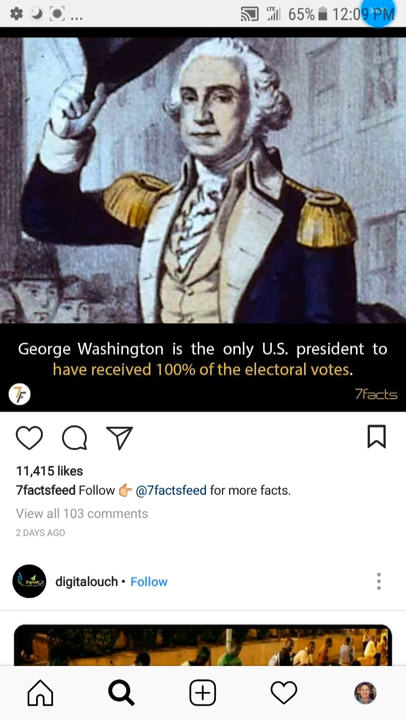 65% 12:09 PM
George Washington is the only U.S. president to
have received 100% of the electoral votes.
7F
7facts
11,415 likes
7factsfeed Follow 👉 @7factsfeed for more facts.
View all 103 comments
2 DAYS AGO
digitalouch • Follow